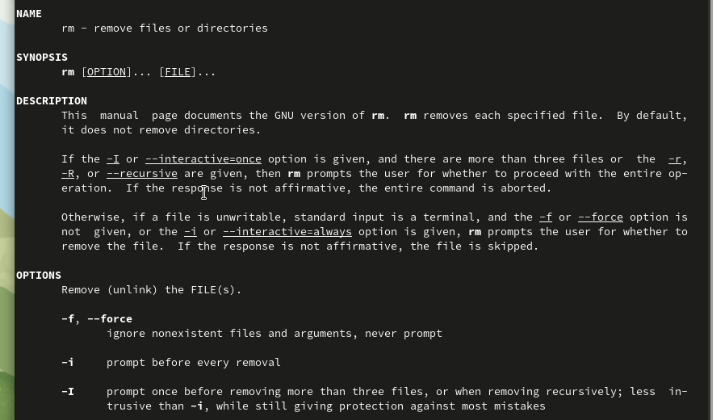 NAME
rm - remove files or directories
SYNOPSIS
rm [OPTION]... [FILE]...
DESCRIPTION
This manual page documents the GNU version of rm. rm removes each specified file. By default,
it does not remove directories.
If the -I or --interactive=once option is given, and there are more than three files or the -r,
-R, or --recursive are given, then rm prompts the user for whether to proceed with the entire op-
eration. If the response is not affirmative, the entire command is aborted.
Otherwise, if a file is unwritable, standard input is a terminal, and the -f or --force option is
not given, or the -i or --interactive=always option is given, rm prompts the user for whether to
remove the file. If the response is not affirmative, the file is skipped.
OPTIONS
Remove (unlink) the FILE(s).
-f, --force
ignore nonexistent files and arguments, never prompt
-i prompt before every removal
-I prompt once before removing more than three files, or when removing recursively; less in-
trusive than -i, while still giving protection against most mistakes